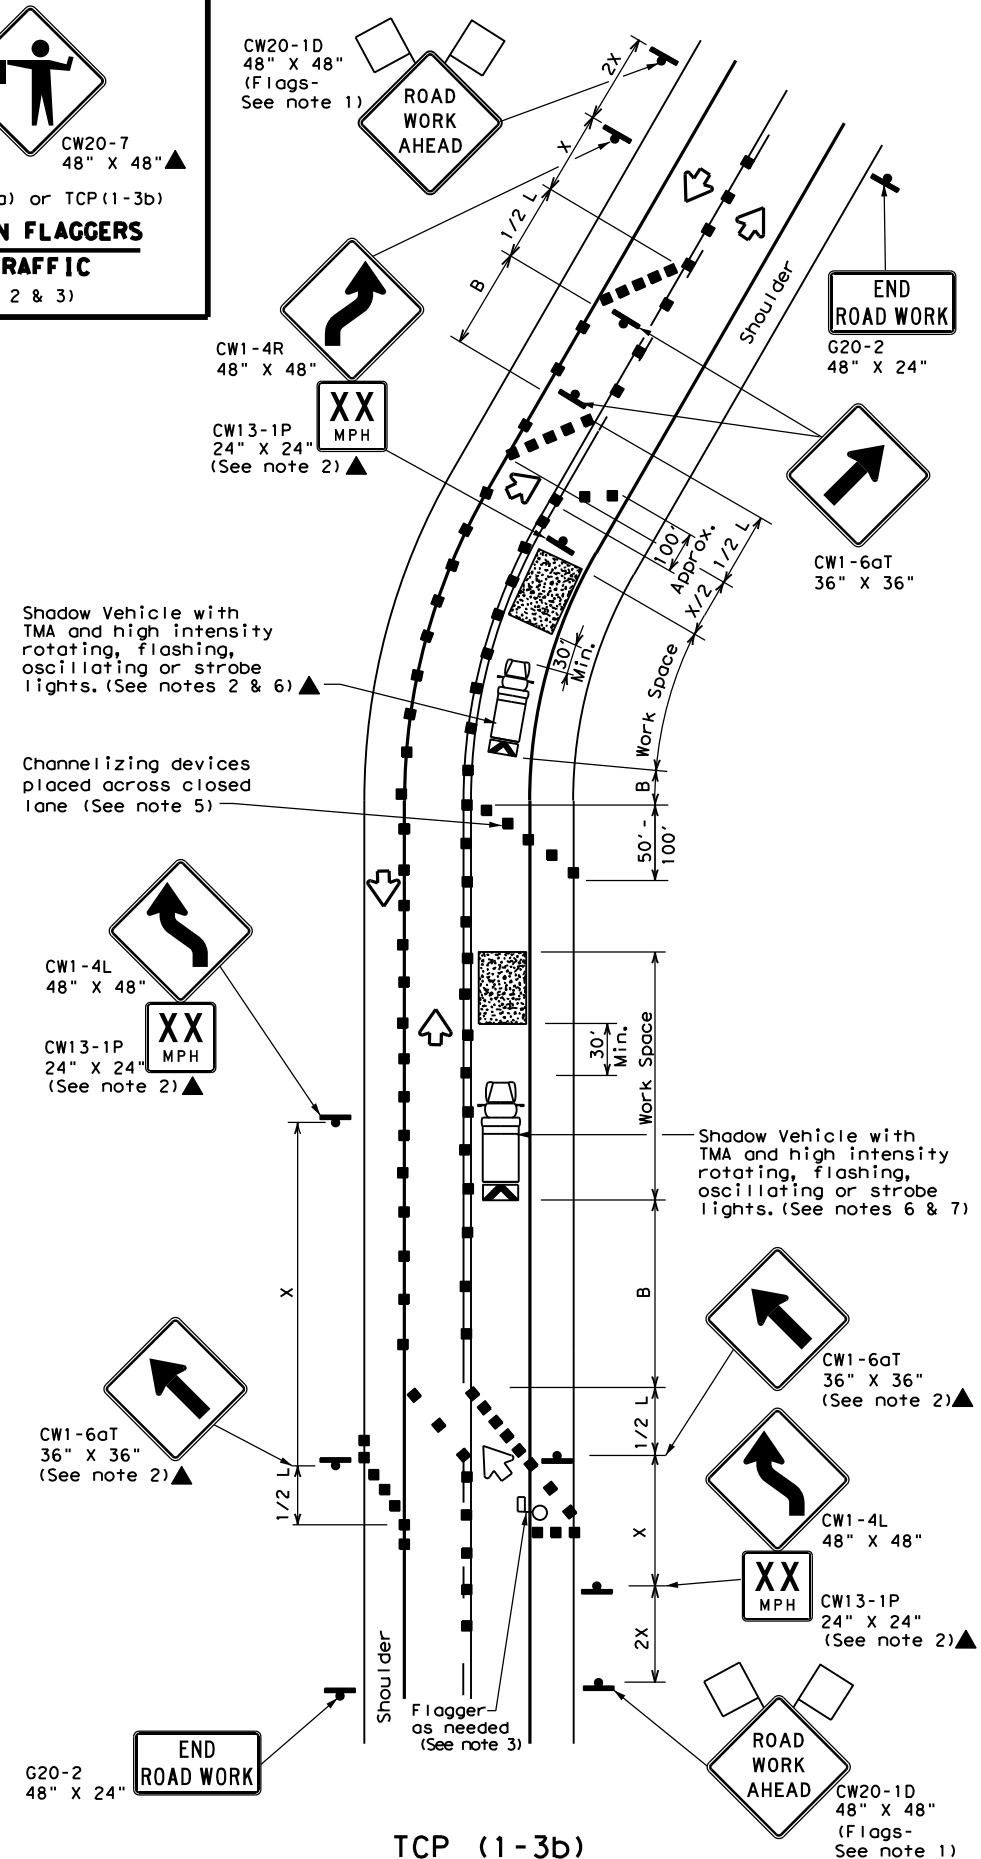 CW20-7
48" X 48"
a) or TCP(1-3b)
N FLAGGERS
RAFFIC
2 & 3)
CW20-1D
48" X 48"
(Flags-
See note 1)
ROAD
WORK
AHEAD
2X
X
1/2 L
B
CW1-4R
48" X 48"
XX
MPH
CW13-1P
24" X 24"
(See note 2)
Shoulder
END
ROAD WORK
G20-2
48" X 24"
CW1-6aT
36" X 36"
100'
Approx.
1/2 L
X/2
30'
Min.
Work Space
B
50' -
100'
Shadow Vehicle with
TMA and high intensity
rotating, flashing,
oscillating or strobe
lights. (See notes 2 & 6)
Channelizing devices
placed across closed
lane (See note 5)
CW1-4L
48" X 48"
XX
MPH
CW13-1P
24" X 24"
(See note 2)
30'
Min.
Work Space
Shadow Vehicle with
TMA and high intensity
rotating, flashing,
oscillating or strobe
lights. (See notes 6 & 7)
X
B
CW1-6aT
36" X 36"
(See note 2)
1/2 L
1/2 L
CW1-6aT
36" X 36"
(See note 2)
CW1-4L
48" X 48"
X
XX
MPH
CW13-1P
24" X 24"
(See note 2)
2X
Shoulder
Flagger
as needed
(See note 3)
END
ROAD WORK
G20-2
48" X 24"
ROAD
WORK
AHEAD
CW20-1D
48" X 48"
(Flags-
See note 1)
TCP (1-3b)